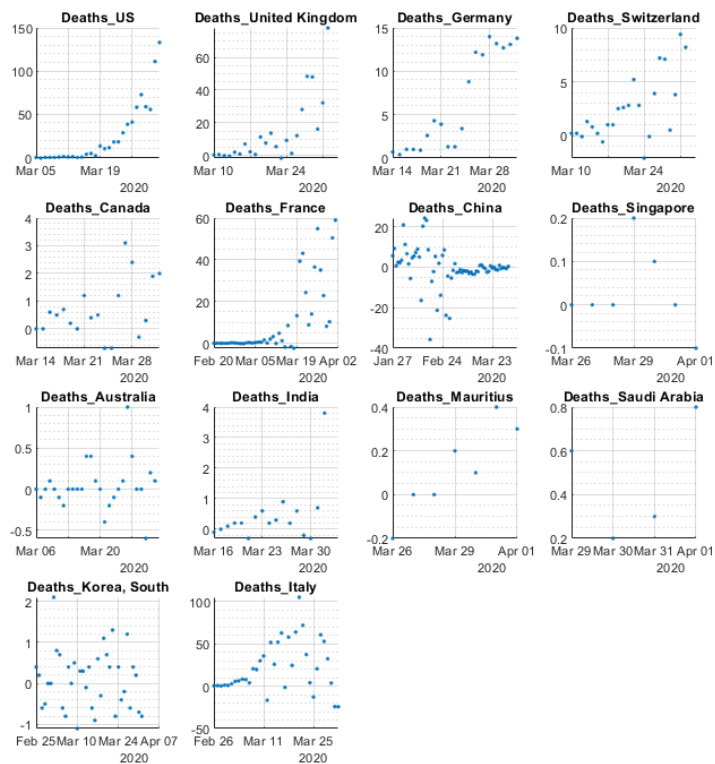 Deaths_US
150
100
50
0
Mar 05 Mar 19
2020
Deaths_United Kingdom
60
40
20
0
Mar 10 Mar 24
2020
Deaths_Germany
15
10
5
0
Mar 14 Mar 21 Mar 28
2020
Deaths_Switzerland
10
5
0
Mar 10 Mar 24
2020
Deaths_Canada
4
2
0
Mar 14 Mar 21 Mar 28
2020
Deaths_France
60
40
20
0
Feb 20 Mar 05 Mar 19 Apr 02
2020
Deaths_China
20
0
-20
-40
Jan 27 Feb 24 Mar 23
2020
Deaths_Singapore
0.2
0.1
0
-0.1
Mar 26 Mar 29 Apr 01
2020
Deaths_Australia
1
0.5
0
-0.5
Mar 06 Mar 20
2020
Deaths_India
4
3
2
1
0
Mar 16 Mar 23 Mar 30
2020
Deaths_Mauritius
0.4
0.2
0
-0.2
Mar 26 Mar 29 Apr 01
2020
Deaths_Saudi Arabia
0.8
0.6
0.4
0.2
Mar 29 Mar 30 Mar 31 Apr 01
2020
Deaths_Korea, South
2
1
0
-1
Feb 25 Mar 10 Mar 24 Apr 07
2020
Deaths_Italy
100
50
0
-50
Feb 26 Mar 11 Mar 25
2020